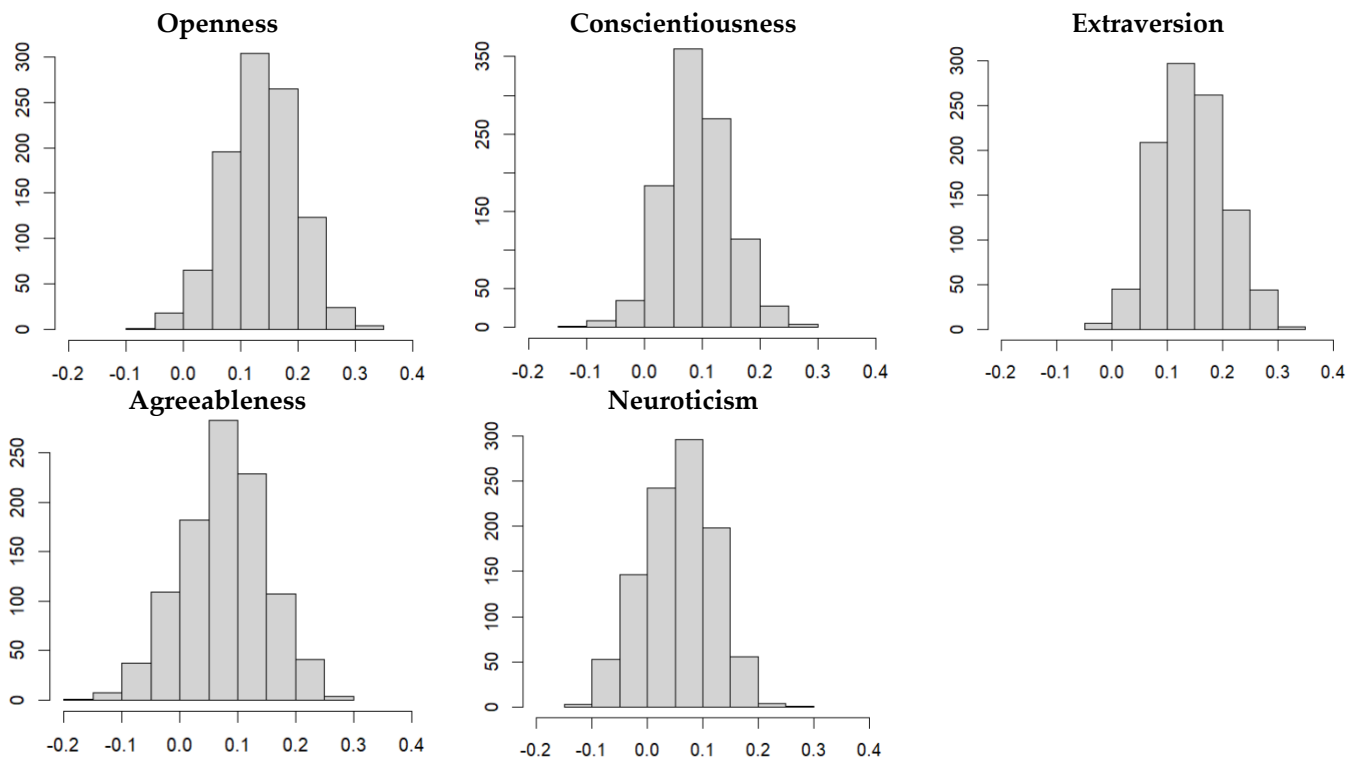 Openness
Conscientiousness
Extraversion
0 50 100 150 200 250 300
0 50 150 250 350
0 50 100 150 200 250 300
-0.2 -0.1 0.0 0.1 0.2 0.3 0.4
-0.2 -0.1 0.0 0.1 0.2 0.3 0.4
-0.2 -0.1 0.0 0.1 0.2 0.3 0.4
Agreeableness
Neuroticism
0 50 100 150 200 250
0 50 100 150 200 250 300
-0.2 -0.1 0.0 0.1 0.2 0.3 0.4
-0.2 -0.1 0.0 0.1 0.2 0.3 0.4